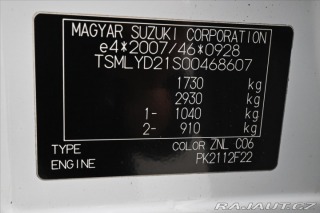 MAGYAR SUZUKI CORPORATION
e4*2007/46*0928
TSMLYD21S00468607
1730 kg
2930 kg
1- 1040 kg
2- 910 kg
TYPE COLOR ZNL C06
ENGINE PK2112F22
RAJAUT.CZ